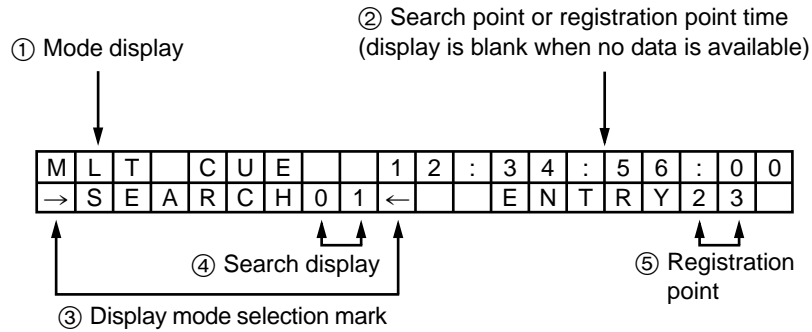 ② Search point or registration point time
(display is blank when no data is available)
① Mode display
MLT CUE  12:34:56:00
→SEARCH01←  ENTRY23
④ Search display
⑤ Registration
point
③ Display mode selection mark